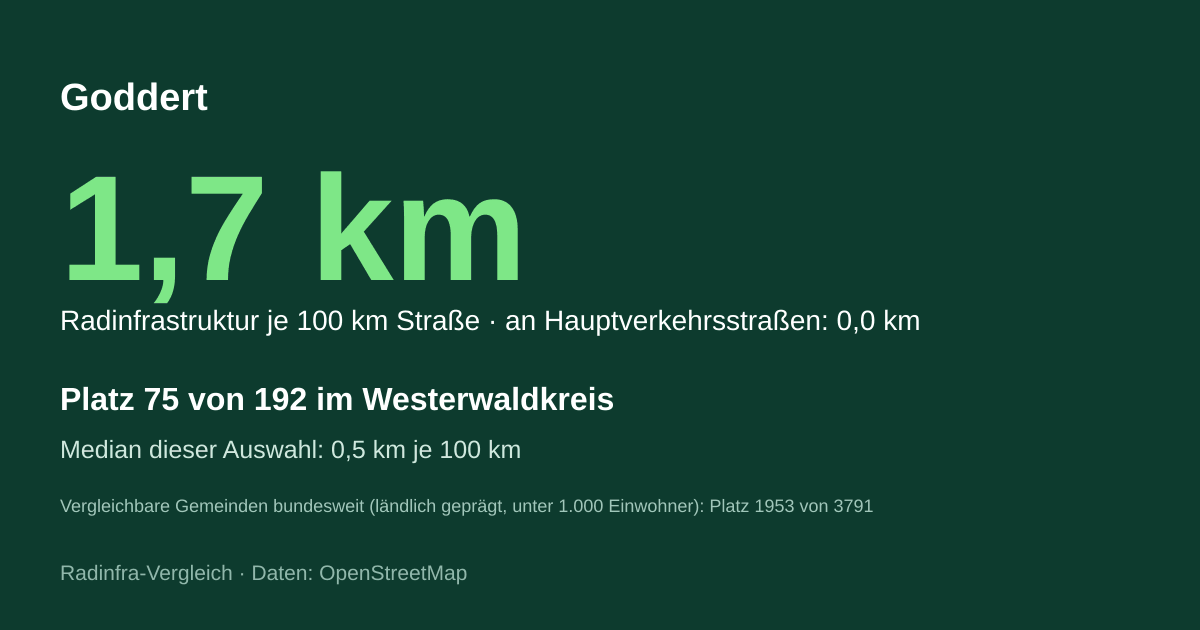 Goddert
1,7 km
Radinfrastruktur je 100 km Straße · an Hauptverkehrsstraßen: 0,0 km
Platz 75 von 192 im Westerwaldkreis
Median dieser Auswahl: 0,5 km je 100 km
Vergleichbare Gemeinden bundesweit (ländlich geprägt, unter 1.000 Einwohner): Platz 1953 von 3791
Radinfra-Vergleich · Daten: OpenStreetMap